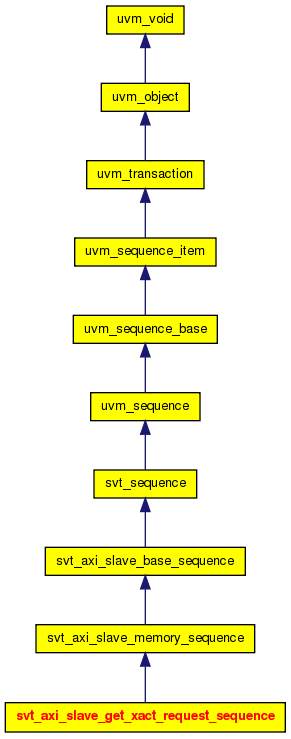 uvm_void
uvm_object
uvm_transaction
uvm_sequence_item
uvm_sequence_base
uvm_sequence
svt_sequence
svt_axi_slave_base_sequence
svt_axi_slave_memory_sequence
svt_axi_slave_get_xact_request_sequence